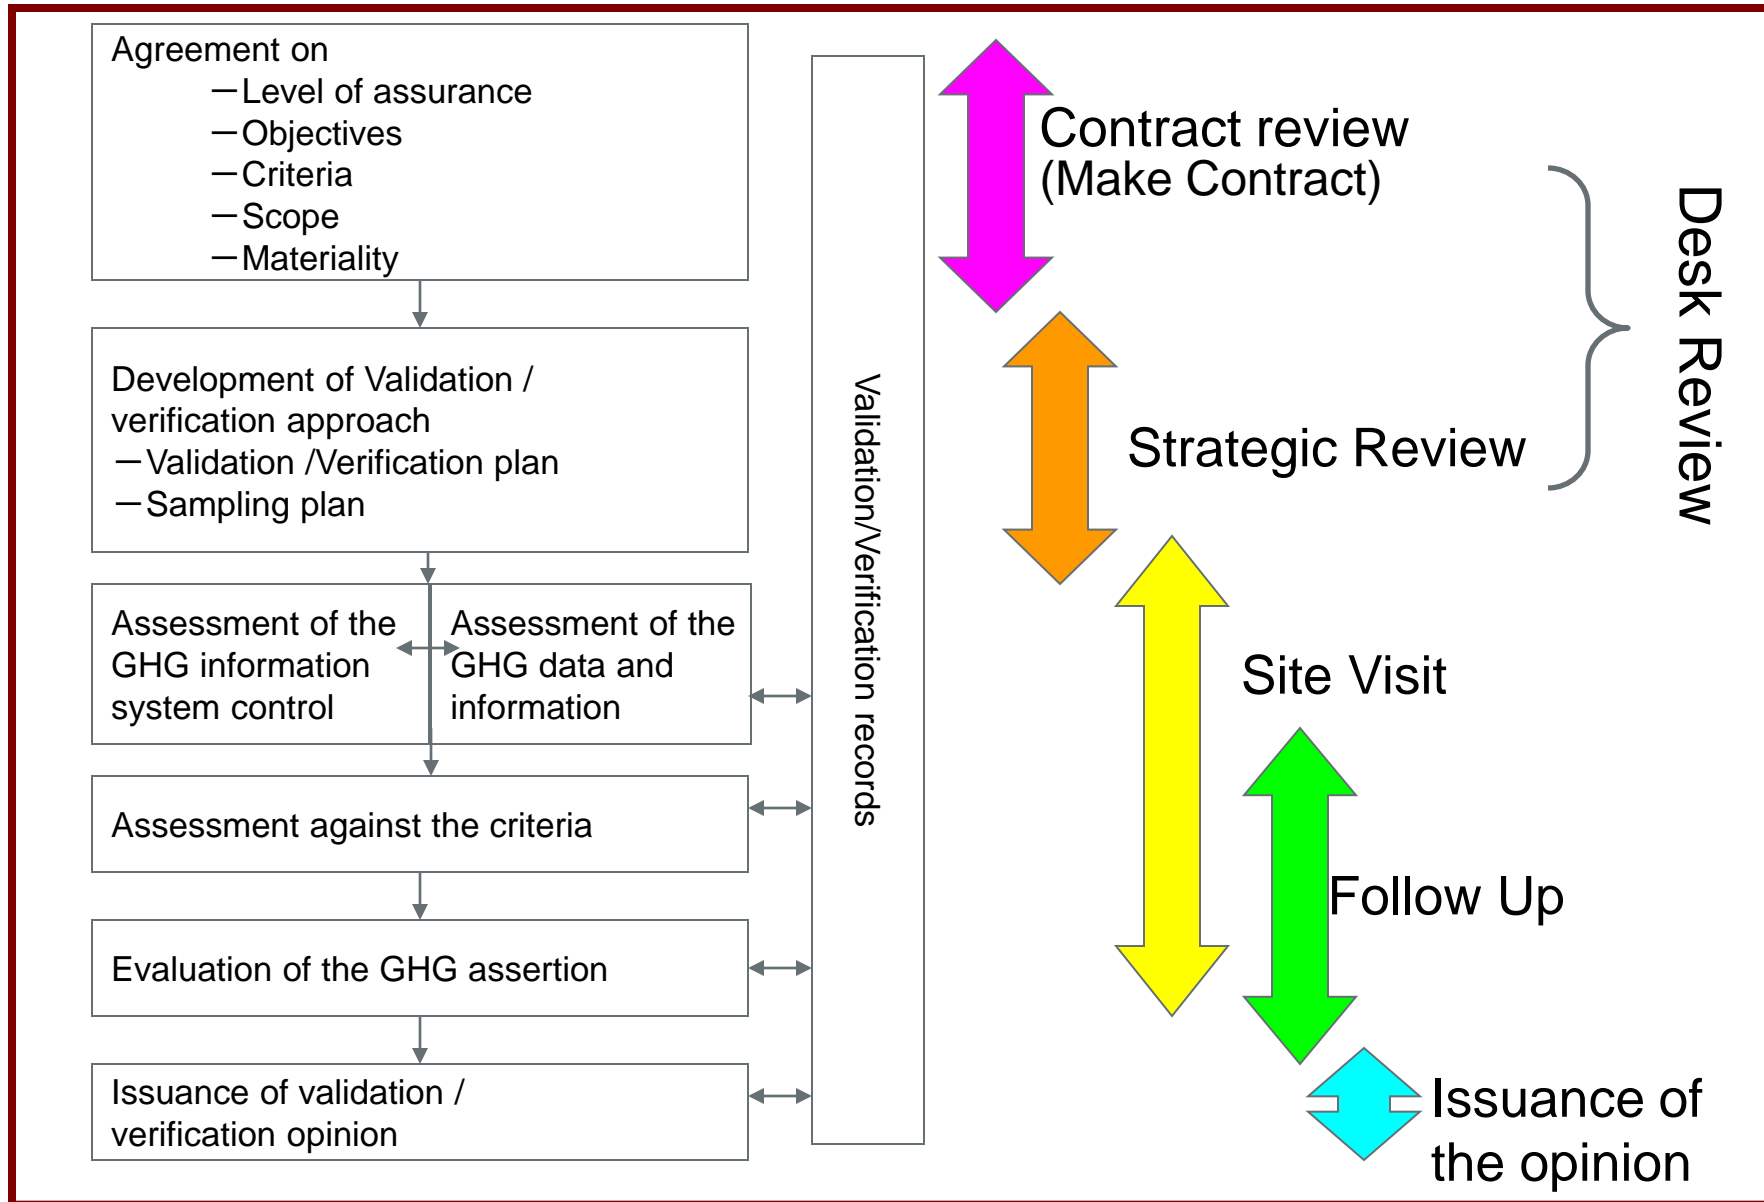 Agreement on
－Level of assurance
－Objectives
－Criteria
－Scope
－Materiality
Development of Validation /
verification approach
－Validation /Verification plan
－Sampling plan
Assessment of the
GHG information
system control
Assessment of the
GHG data and
information
Assessment against the criteria
Evaluation of the GHG assertion
Issuance of validation /
verification opinion
Validation/Verification records
Contract review
(Make Contract)
Strategic Review
Desk Review
Site Visit
Follow Up
Issuance of
the opinion